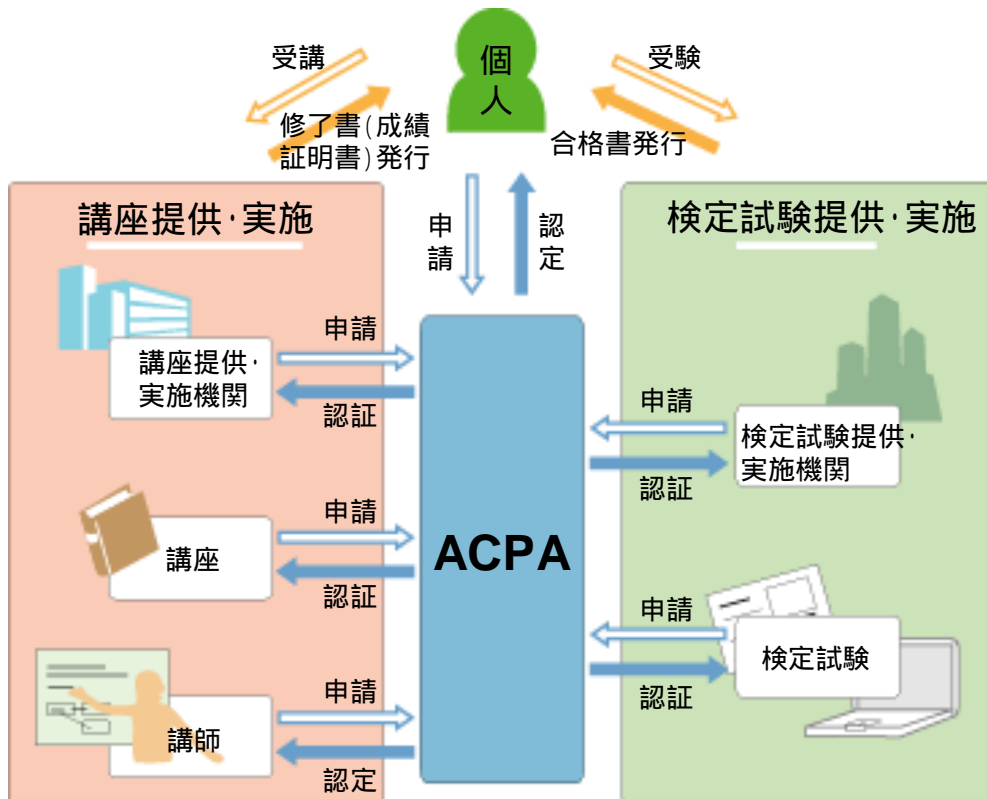 個
人
受講
受験
修了書(成績
証明書)発行
合格書発行
申
請
認
定
講座提供·実施
申請
講座提供·
実施機関
認証
申請
講座
認証
申請
講師
認定
ACPA
検定試験提供·実施
申請
検定試験提供·
実施機関
認証
申請
検定試験
認証